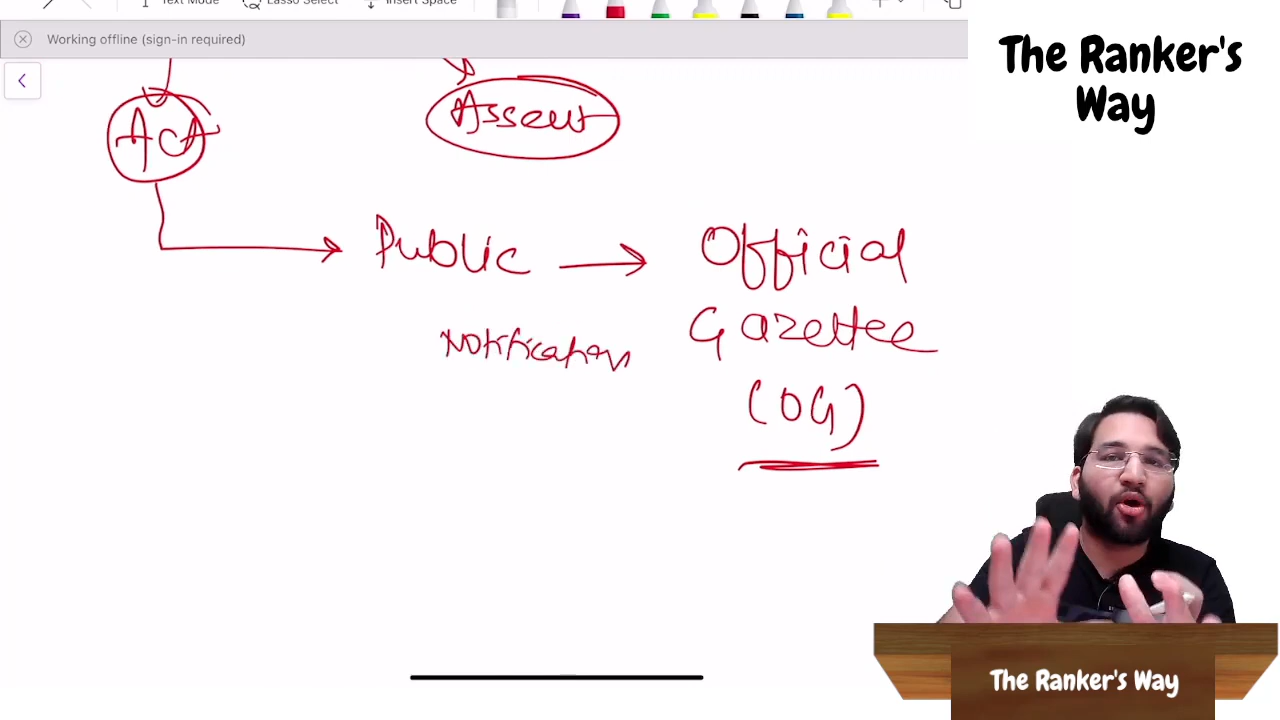 Text Mode
Lasso Select
Insert Space
Working offline (sign-in required)
The Ranker's
Way
Act
Assent
Public
Official
Notification
Gazettee
(OG)
The Ranker's Way